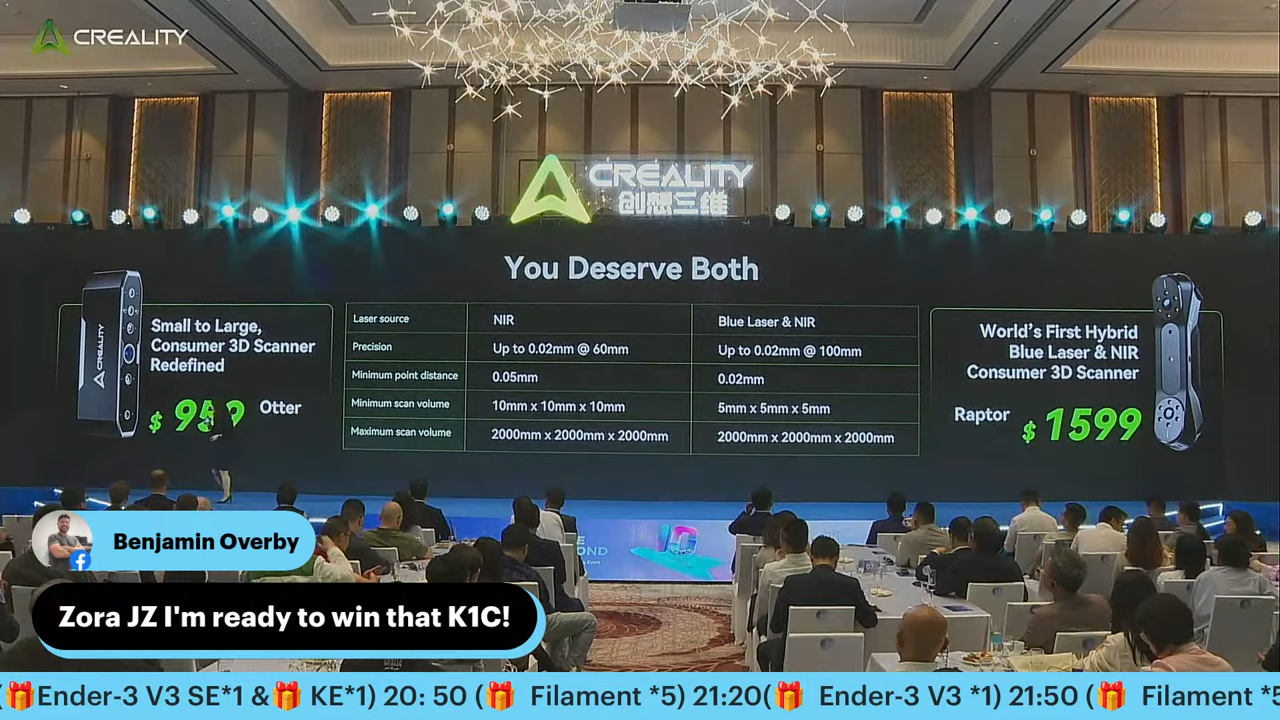 CREALITY
CREALITY
创想三维
You Deserve Both
CREALITY
Small to Large,
Consumer 3D Scanner
Redefined
$ 959 Otter
Laser source NIR Blue Laser & NIR
Precision Up to 0.02mm @ 60mm Up to 0.02mm @ 100mm
Minimum point distance 0.05mm 0.02mm
Minimum scan volume 10mm x 10mm x 10mm 5mm x 5mm x 5mm
Maximum scan volume 2000mm x 2000mm x 2000mm 2000mm x 2000mm x 2000mm
World's First Hybrid
Blue Laser & NIR
Consumer 3D Scanner
Raptor $ 1599
Benjamin Overby
Zora JZ I'm ready to win that K1C!
(🎁Ender-3 V3 SE*1 &🎁 KE*1) 20: 50 (🎁 Filament *5) 21:20(🎁 Ender-3 V3 *1) 21:50 (🎁 Filament *5